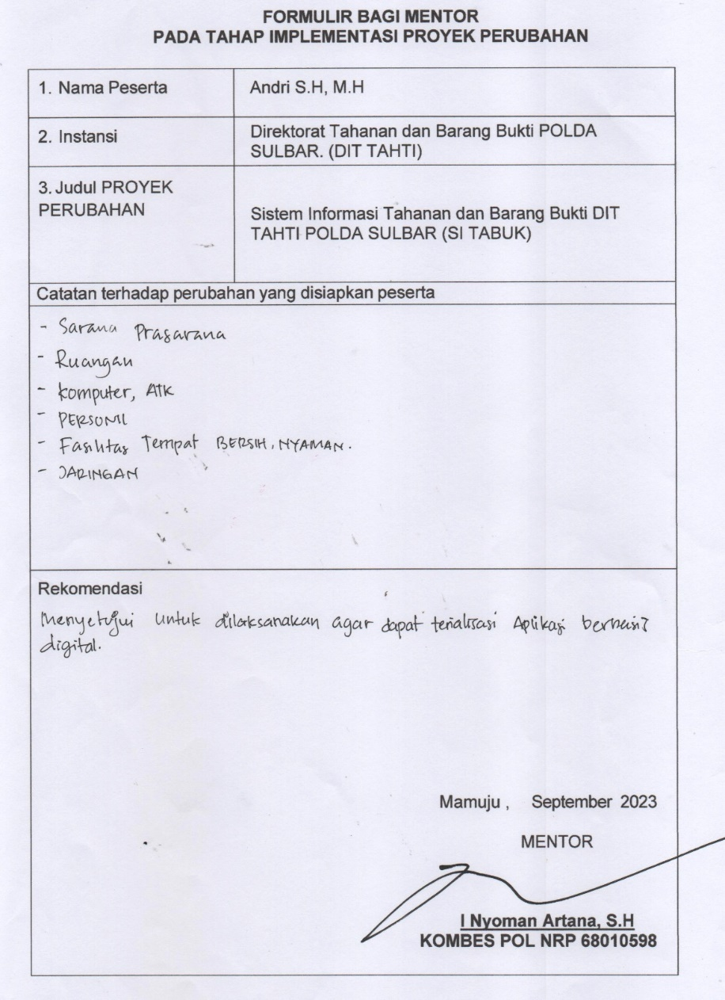 FORMULIR BAGI MENTOR
PADA TAHAP IMPLEMENTASI PROYEK PERUBAHAN
1. Nama Peserta
Andri S.H, M.H
2. Instansi
Direktorat Tahanan dan Barang Bukti POLDA
SULBAR. (DIT TAHTI)
3. Judul PROYEK
PERUBAHAN
Sistem Informasi Tahanan dan Barang Bukti DIT
TAHTI POLDA SULBAR (SI TABUK)
Catatan terhadap perubahan yang disiapkan peserta
- Sarana Prasarana
- Ruangan
- komputer, ATK
- PERSONIL
- Fasilitas Tempat BERSIH, NYAMAN.
- JARINGAN
Rekomendasi
Menyetujui untuk dilaksanakan agar dapat Aplikasi
digital.
Mamuju , September 2023
MENTOR
I Nyoman Artana, S.H
KOMBES POL NRP 68010598